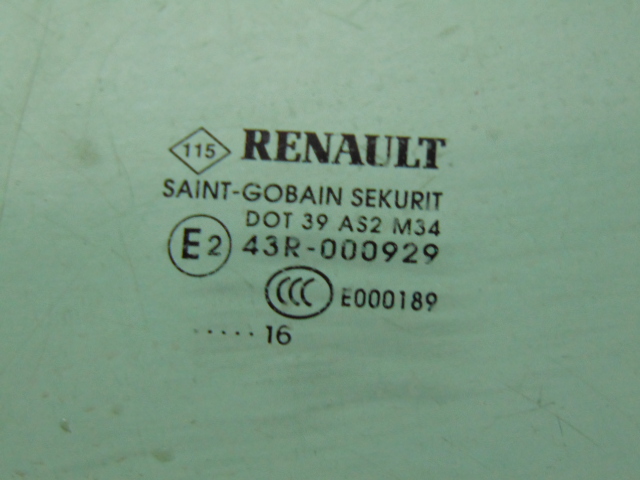 115 RENAULT
SAINT-GOBAIN SEKURIT
DOT 39 AS2 M34
E2 43R-000929
CCC E000189
..... 16